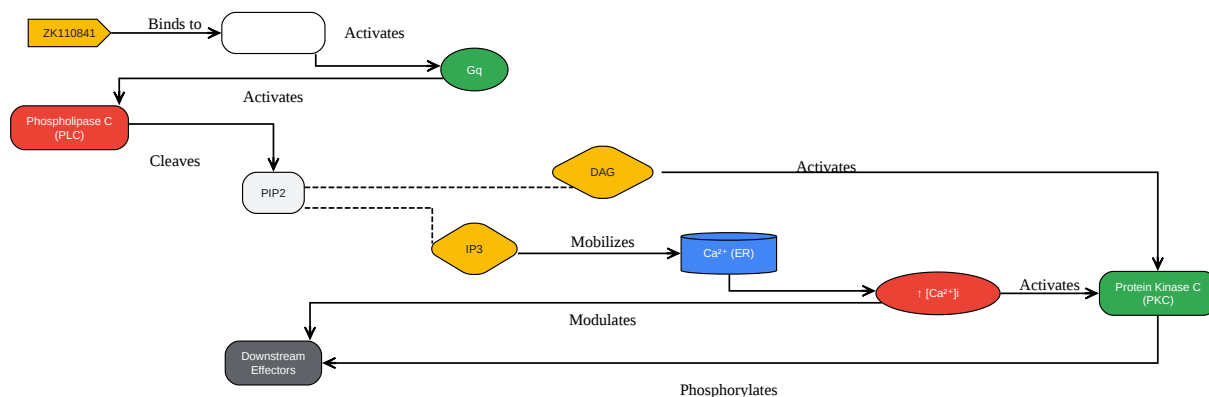 ZK110841
Binds to
Activates
Gq
Activates
Phospholipase C
(PLC)
Cleaves
PIP2
DAG
Activates
IP3
Mobilizes
Ca²⁺ (ER)
↑ [Ca²⁺]i
Activates
Protein Kinase C
(PKC)
Modulates
Downstream
Effectors
Phosphorylates